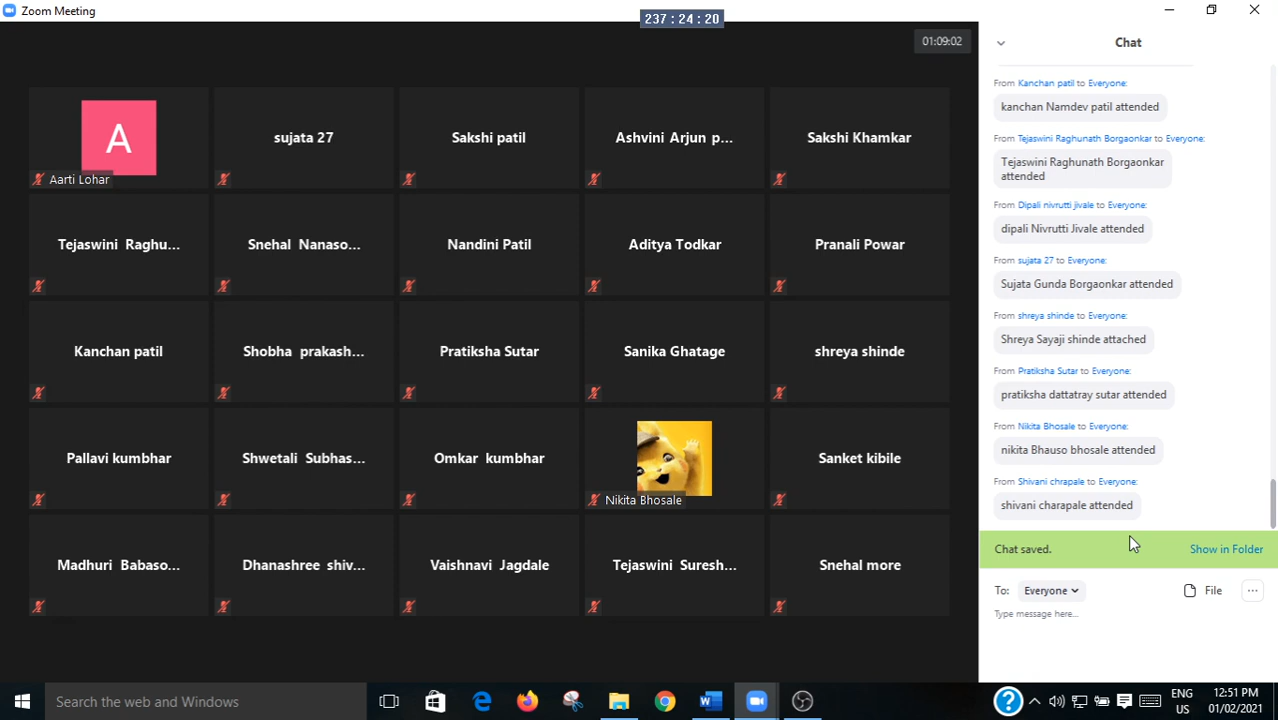 Zoom Meeting
237:24:20
01:09:02
A
Aarti Lohar
sujata 27
Sakshi patil
Ashvini Arjun p...
Sakshi Khamkar
Tejaswini Raghu...
Snehal Nanaso...
Nandini Patil
Aditya Todkar
Pranali Powar
Kanchan patil
Shobha prakash...
Pratiksha Sutar
Sanika Ghatage
shreya shinde
Pallavi kumbhar
Shwetali Subhas...
Omkar kumbhar
Nikita Bhosale
Sanket kibile
Madhuri Babaso...
Dhanashree shiv...
Vaishnavi Jagdale
Tejaswini Suresh...
Snehal more
Chat
From Kanchan patil to Everyone:
kanchan Namdev patil attended
From Tejaswini Raghunath Borgaonkar to Everyone:
Tejaswini Raghunath Borgaonkar
attended
From Dipali nivrutti jivale to Everyone:
dipali Nivrutti Jivale attended
From sujata 27 to Everyone:
Sujata Gunda Borgaonkar attended
From shreya shinde to Everyone:
Shreya Sayaji shinde attached
From Pratiksha Sutar to Everyone:
pratiksha dattatray sutar attended
From Nikita Bhosale to Everyone:
nikita Bhauso bhosale attended
From Shivani chrapale to Everyone:
shivani charapale attended
Chat saved. Show in Folder
To: Everyone File ...
Type message here...
Search the web and Windows
ENG
US
12:51 PM
01/02/2021